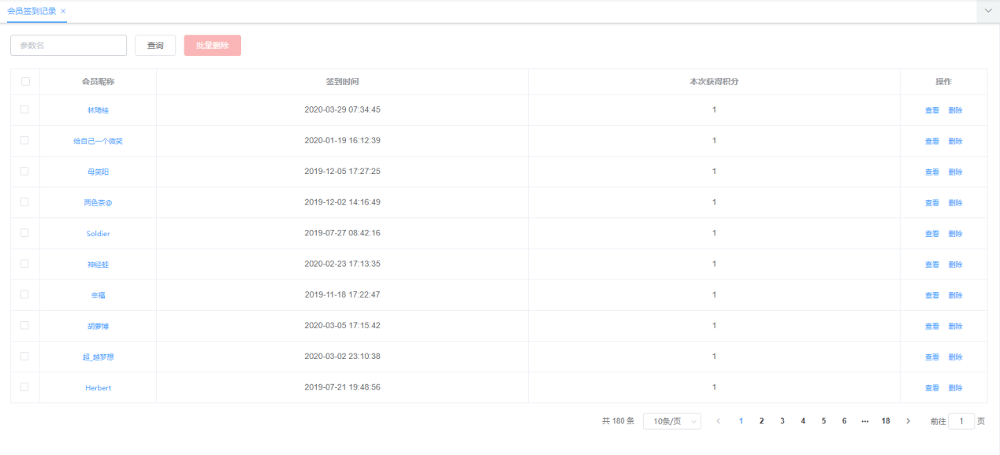 会员签到记录 ×
参数名 查询 批量删除
会员昵称 签到时间 本次获得积分 操作
林琦桂 2020-03-29 07:34:45 1 查看 删除
给自己一个微笑 2020-01-19 16:12:39 1 查看 删除
母笑阳 2019-12-05 17:27:25 1 查看 删除
两色茶@ 2019-12-02 14:16:49 1 查看 删除
Soldier 2019-07-27 08:42:16 1 查看 删除
神经蛙 2020-02-23 17:13:35 1 查看 删除
辛福 2019-11-18 17:22:47 1 查看 删除
胡萝博 2020-03-05 17:15:42 1 查看 删除
超_越梦想 2020-03-02 23:10:38 1 查看 删除
Herbert 2019-07-21 19:48:56 1 查看 删除
共 180 条 10条/页 1 2 3 4 5 6 ··· 18 前往 1 页